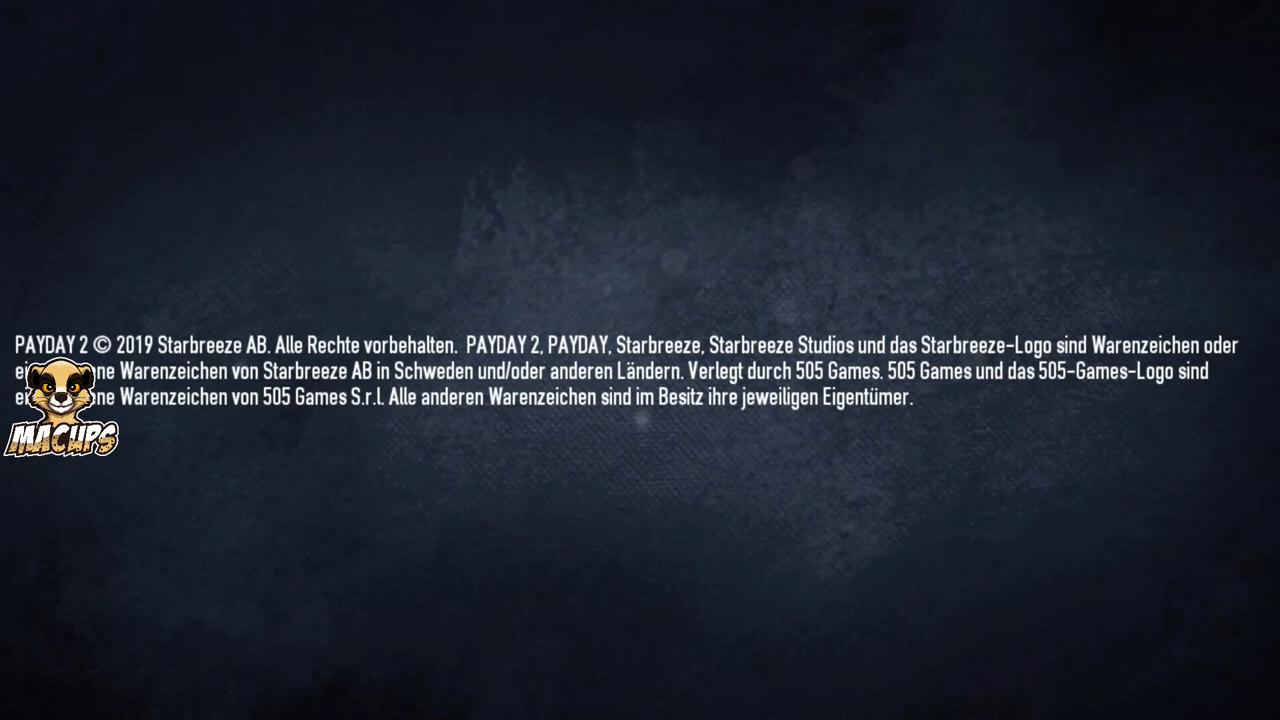 PAYDAY 2 © 2019 Starbreeze AB. Alle Rechte vorbehalten. PAYDAY 2, PAYDAY, Starbreeze, Starbreeze Studios und das Starbreeze-Logo sind Warenzeichen oder
Warenzeichen von Starbreeze AB in Schweden und/oder anderen Ländern. Verlegt durch 505 Games. 505 Games und das 505-Games-Logo sind
Warenzeichen von 505 Games S.r.l. Alle anderen Warenzeichen sind im Besitz ihre jeweiligen Eigentümer.
MACUPS